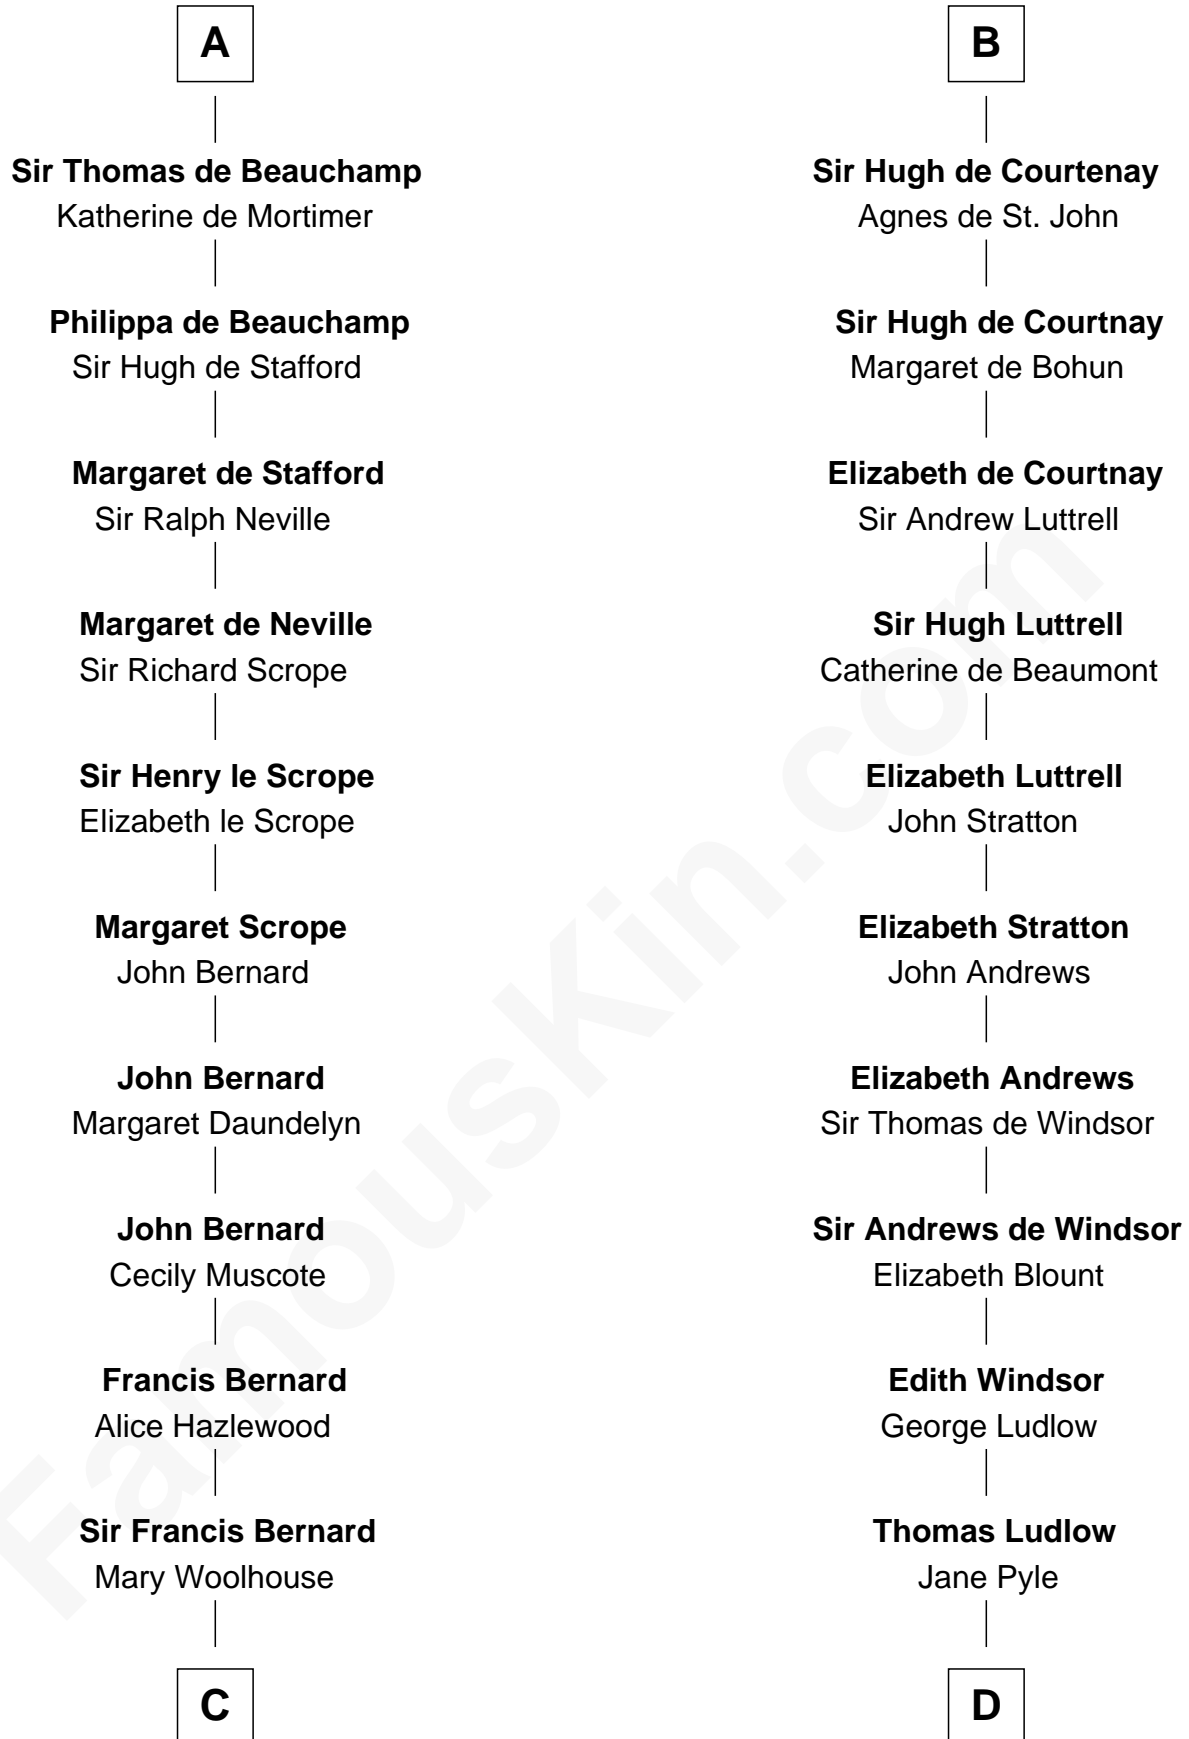 A
Sir Thomas de Beauchamp
Katherine de Mortimer
Philippa de Beauchamp
Sir Hugh de Stafford
Margaret de Stafford
Sir Ralph Neville
Margaret de Neville
Sir Richard Scrope
Sir Henry le Scrope
Elizabeth le Scrope
Margaret Scrope
John Bernard
John Bernard
Margaret Daundelyn
John Bernard
Cecily Muscote
Francis Bernard
Alice Hazlewood
Sir Francis Bernard
Mary Woolhouse
C
B
Sir Hugh de Courtenay
Agnes de St. John
Sir Hugh de Courtnay
Margaret de Bohun
Elizabeth de Courtnay
Sir Andrew Luttrell
Sir Hugh Luttrell
Catherine de Beaumont
Elizabeth Luttrell
John Stratton
Elizabeth Stratton
John Andrews
Elizabeth Andrews
Sir Thomas de Windsor
Sir Andrews de Windsor
Elizabeth Blount
Edith Windsor
George Ludlow
Thomas Ludlow
Jane Pyle
D
FamousKin.com